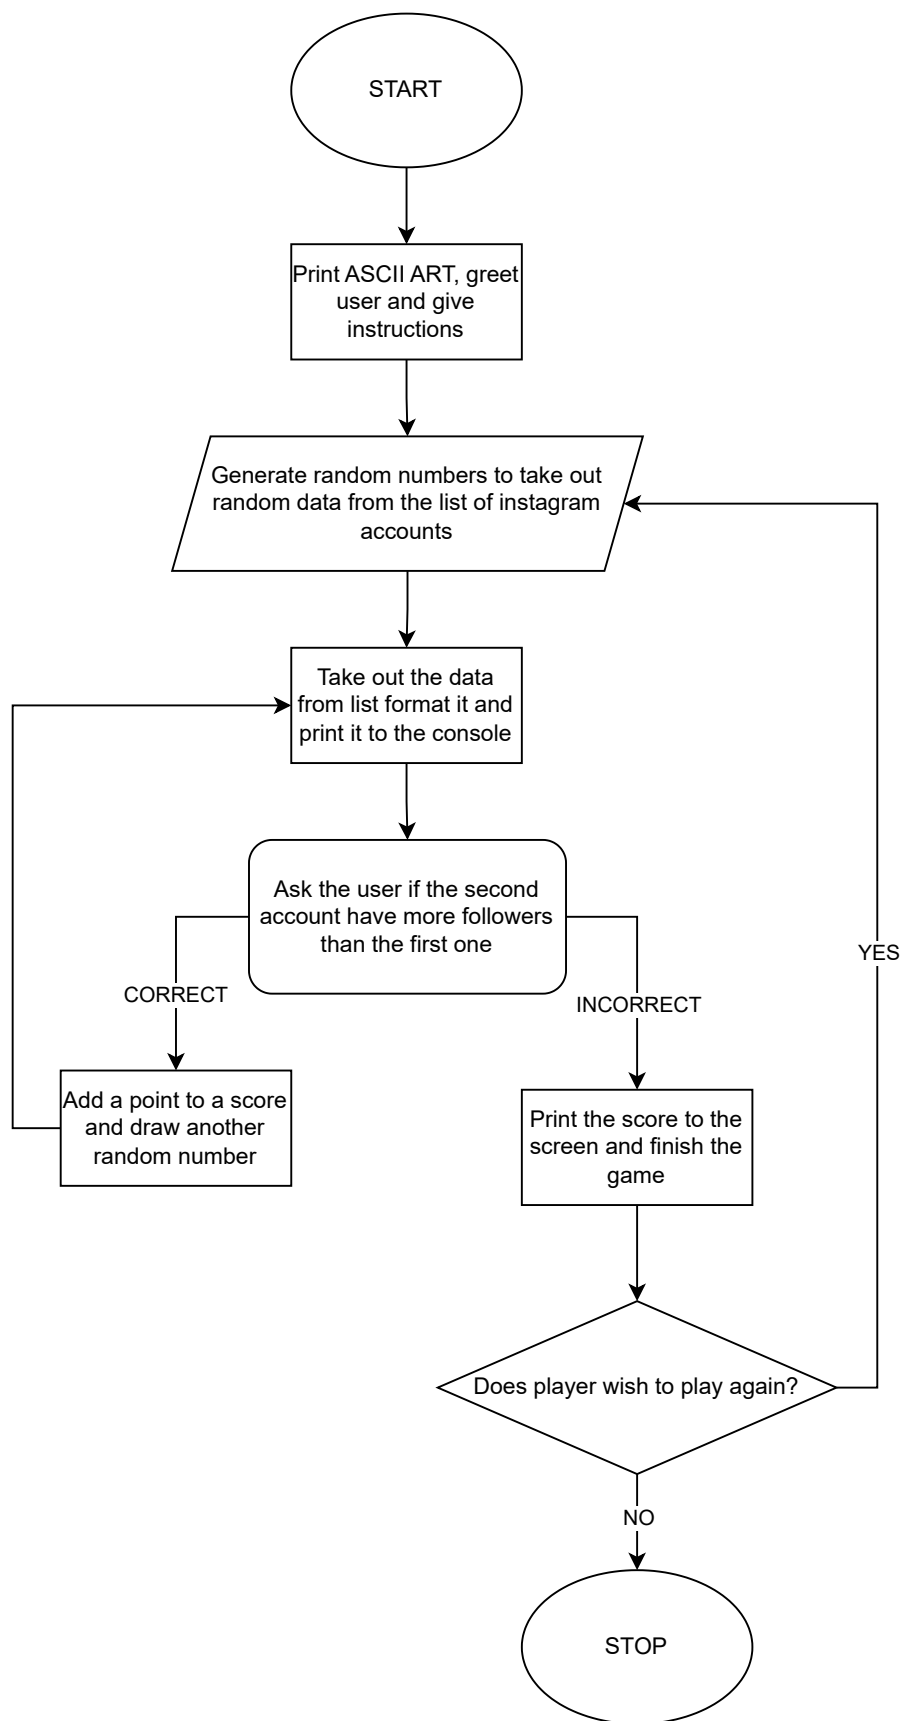 START
Print ASCII ART, greet
user and give
instructions
Generate random numbers to take out
random data from the list of instagram
accounts
Take out the data
from list format it and
print it to the console
Ask the user if the second
account have more followers
than the first one
YES
CORRECT
INCORRECT
Add a point to a score
and draw another
random number
Print the score to the
screen and finish the
game
Does player wish to play again?
NO
STOP